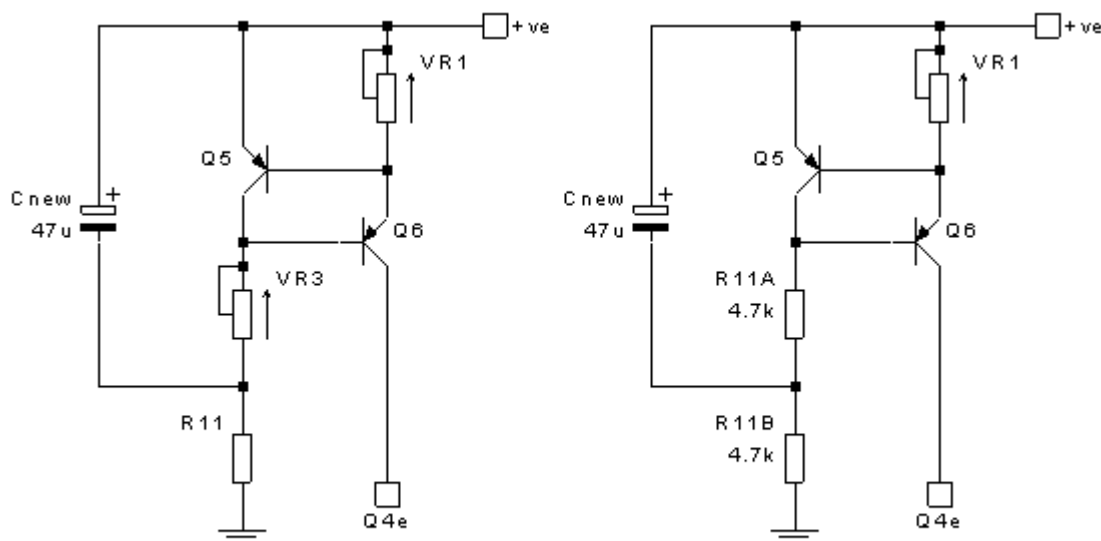 +ve
VR1
Q5
Cnew
+
47u
Q6
VR3
R11
Q4e
+ve
VR1
Q5
Cnew
+
47u
Q6
R11A
4.7k
R11B
4.7k
Q4e